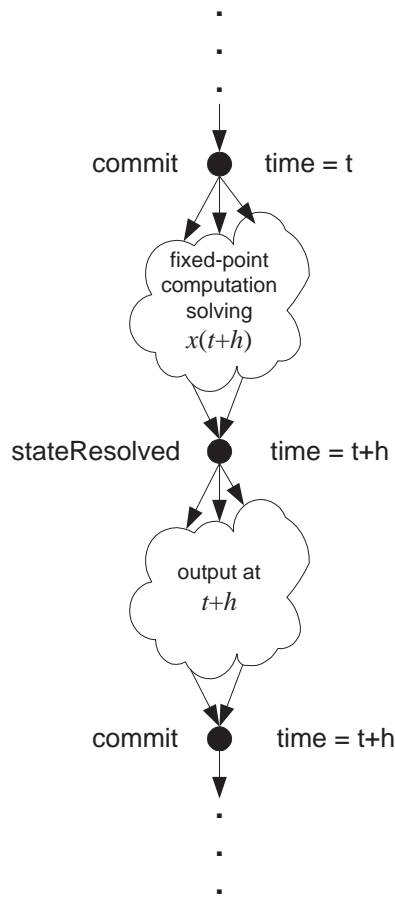 commit time = t
fixed-point
computation
solving
x(t+h)
stateResolved time = t+h
output at
t+h
commit time = t+h